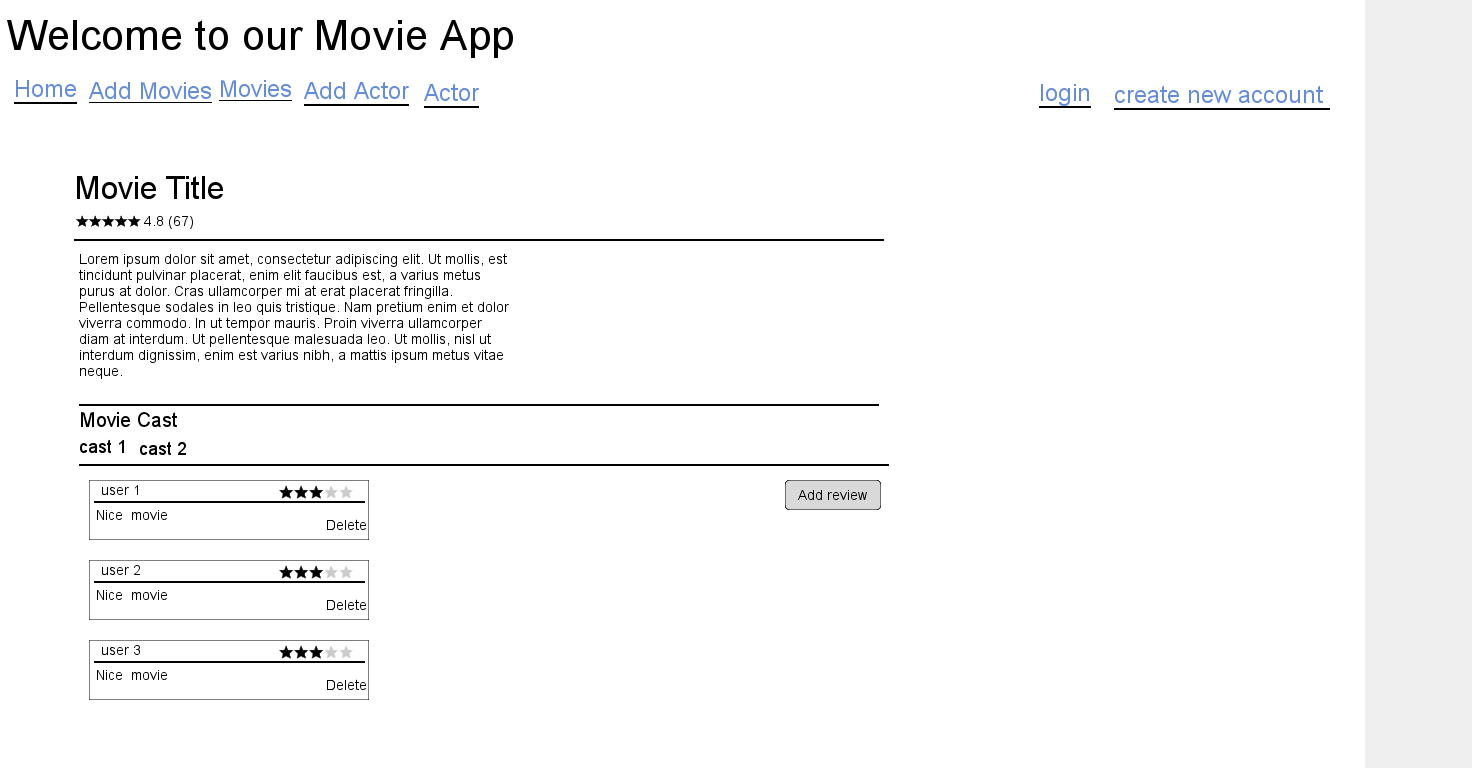 Welcome to our Movie App
Home Add Movies Movies Add Actor Actor login create new account
Movie Title
★★★★★ 4.8 (67)
Lorem ipsum dolor sit amet, consectetur adipiscing elit. Ut mollis, est
tincidunt pulvinar placerat, enim elit faucibus est, a varius metus
purus at dolor. Cras ullamcorper mi at erat placerat fringilla.
Pellentesque sodales in leo quis tristique. Nam pretium enim et dolor
viverra commodo. In ut tempor mauris. Proin viverra ullamcorper
diam at interdum. Ut pellentesque malesuada leo. Ut mollis, nisl ut
interdum dignissim, enim est varius nibh, a mattis ipsum metus vitae
neque.
Movie Cast
cast 1 cast 2
user 1
Nice movie
Delete
Add review
user 2
Nice movie
Delete
user 3
Nice movie
Delete